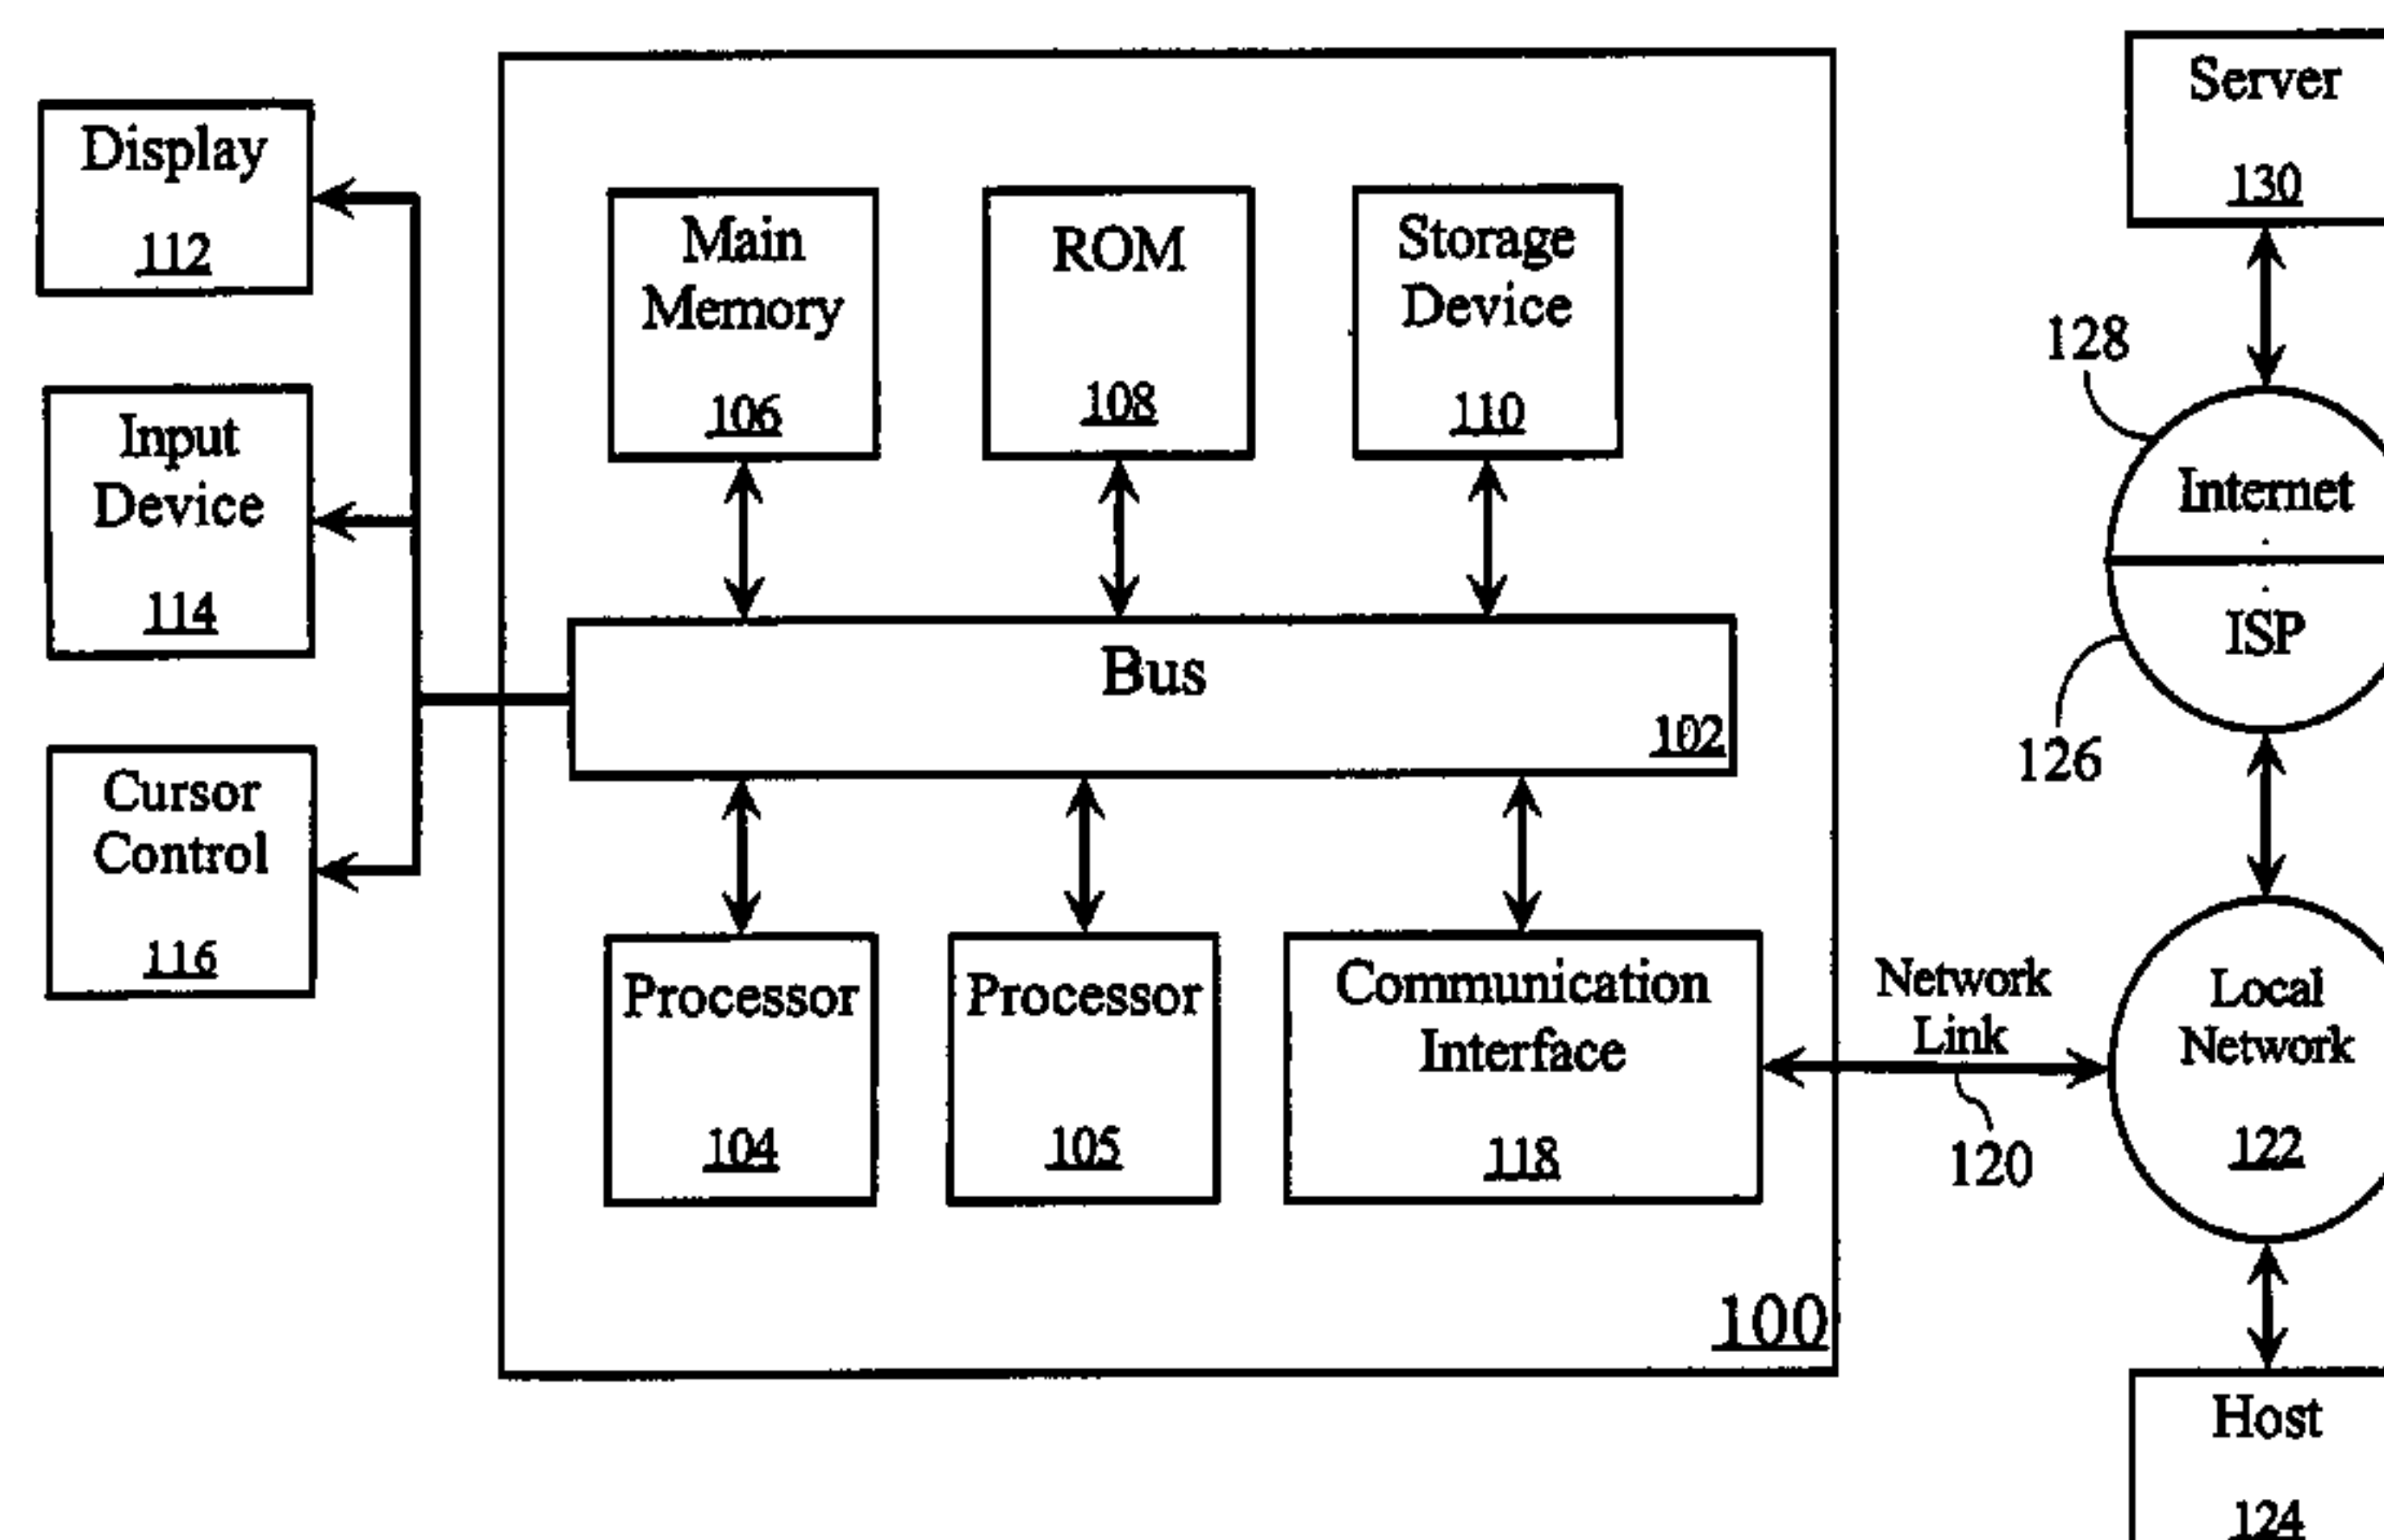 Display
112
Input
Device
114
Cursor
Control
116
Main
Memory
106
ROM
108
Storage
Device
110
Bus
102
Processor
104
Processor
105
Communication
Interface
118
100
Network
Link
120
Server
130
128
Internet
ISP
126
Local
Network
122
Host
124